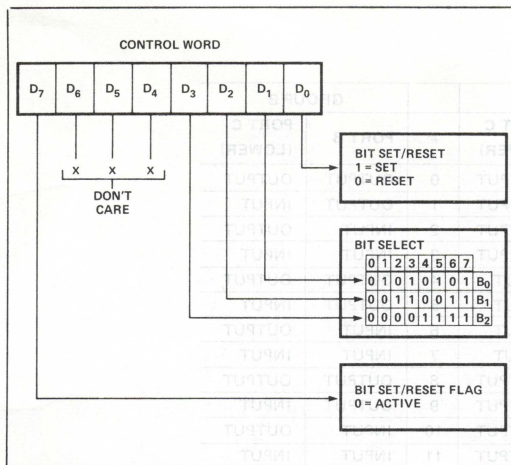 CONTROL WORD
D7 D6 D5 D4 D3 D2 D1 D0
X X X
DON'T
CARE
BIT SET/RESET
1 = SET
0 = RESET
BIT SELECT
0 1 2 3 4 5 6 7
0 1 0 1 0 1 0 1 B0
0 0 1 1 0 0 1 1 B1
0 0 0 0 1 1 1 1 B2
BIT SET/RESET FLAG
0 = ACTIVE